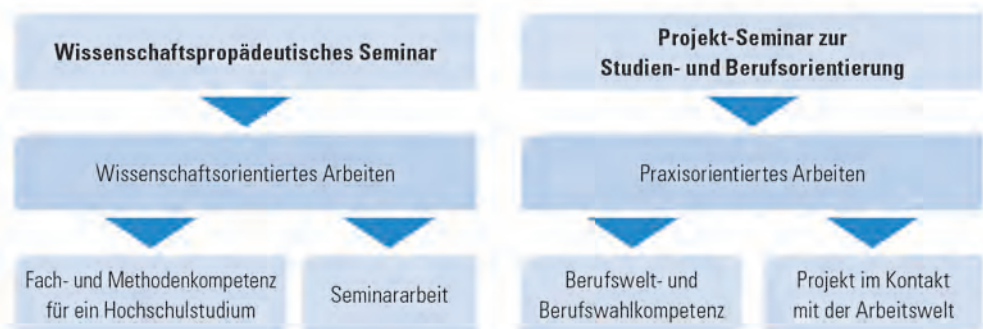 Wissenschaftspropädeutisches Seminar
Wissenschaftsorientiertes Arbeiten
Fach- und Methodenkompetenz
für ein Hochschulstudium
Seminararbeit
Projekt-Seminar zur
Studien- und Berufsorientierung
Praxisorientiertes Arbeiten
Berufswelt- und
Berufswahlkompetenz
Projekt im Kontakt
mit der Arbeitswelt